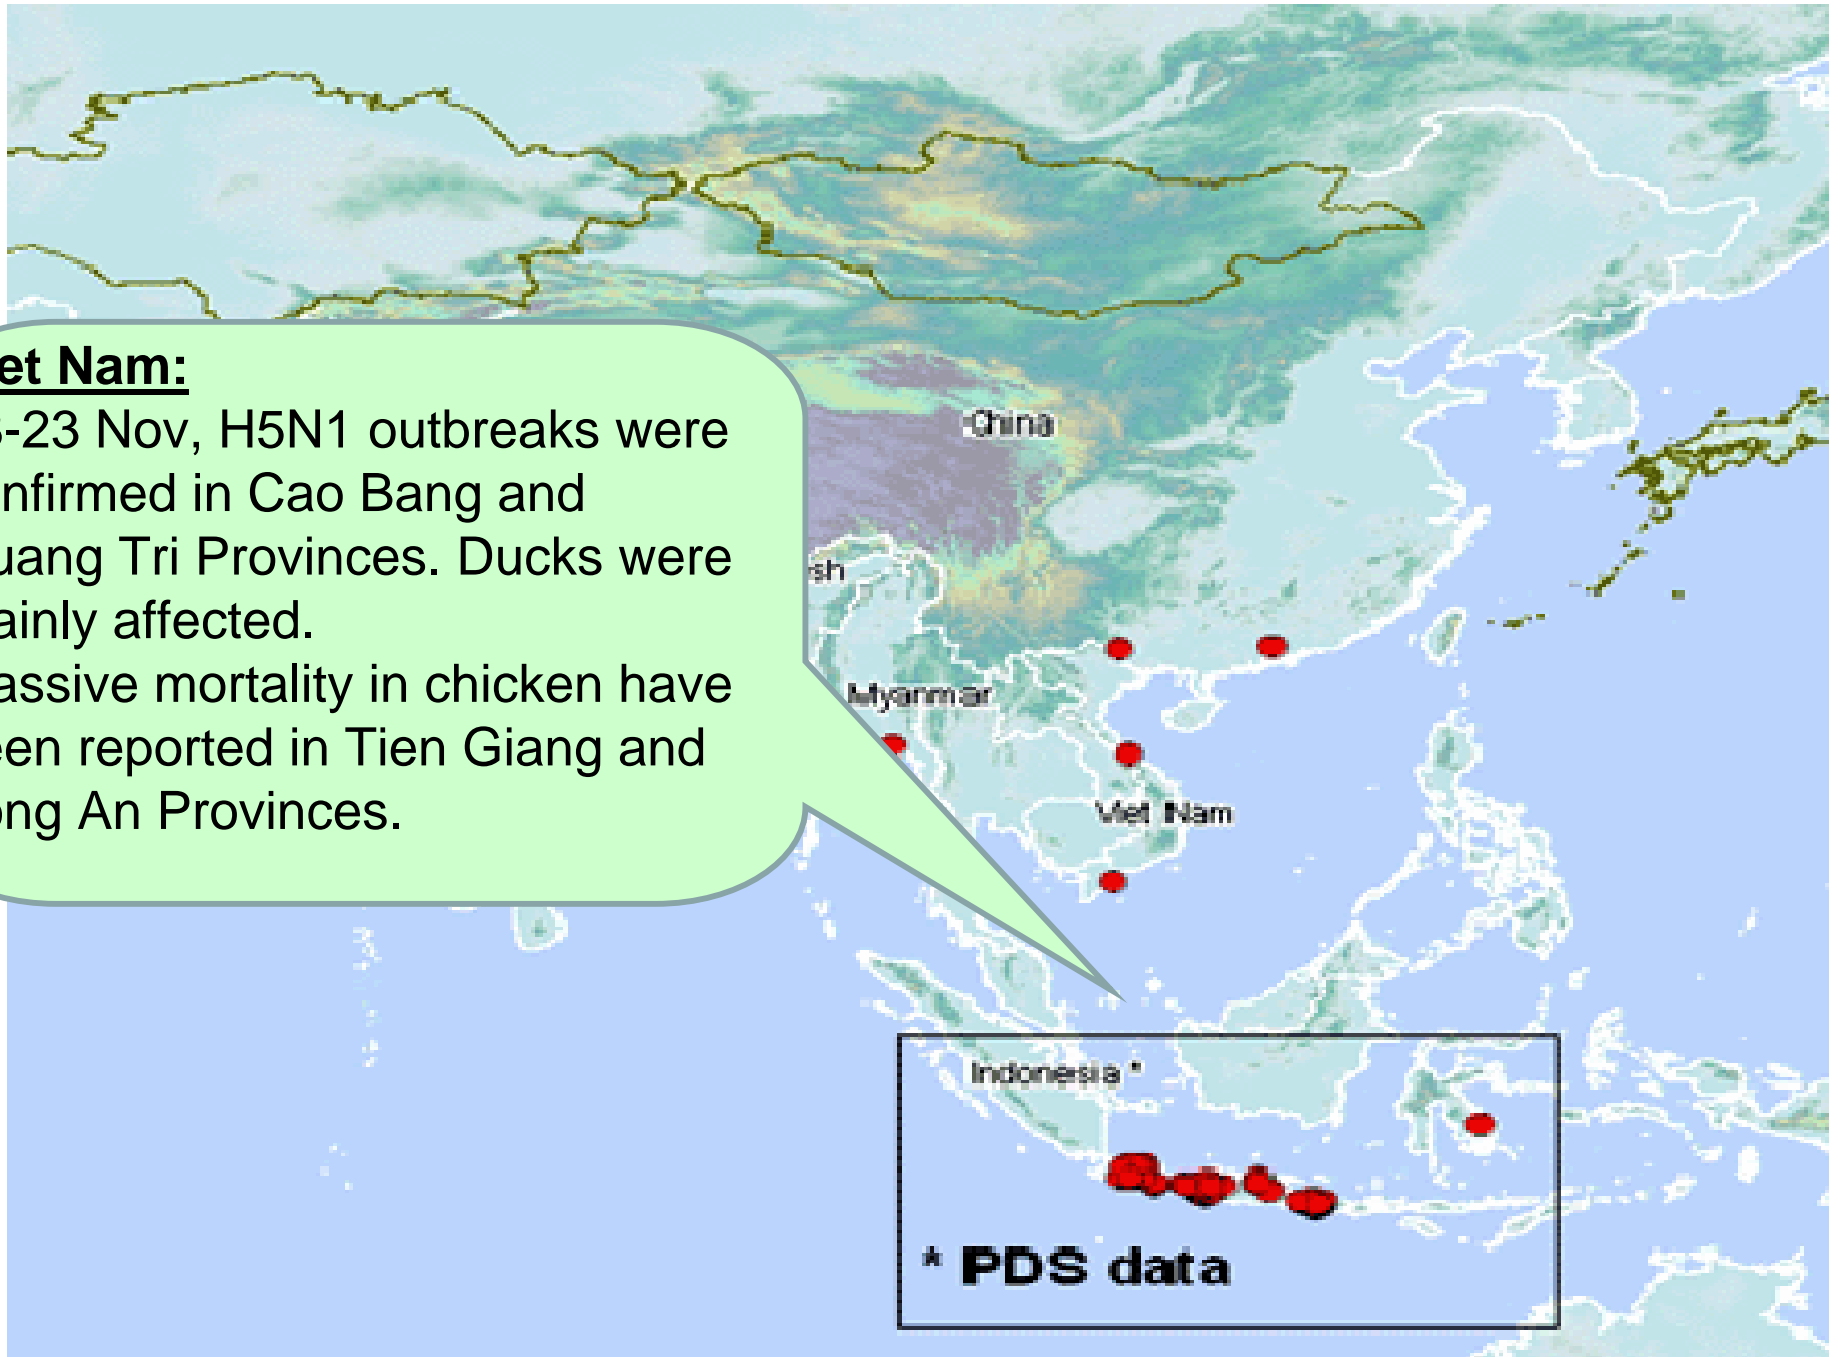 et Nam:
-23 Nov, H5N1 outbreaks were
nfirmed in Cao Bang and
uang Tri Provinces. Ducks were
ainly affected.
assive mortality in chicken have
een reported in Tien Giang and
ong An Provinces.
China
sh
Myanmar
Viet Nam
Indonesia *
* PDS data